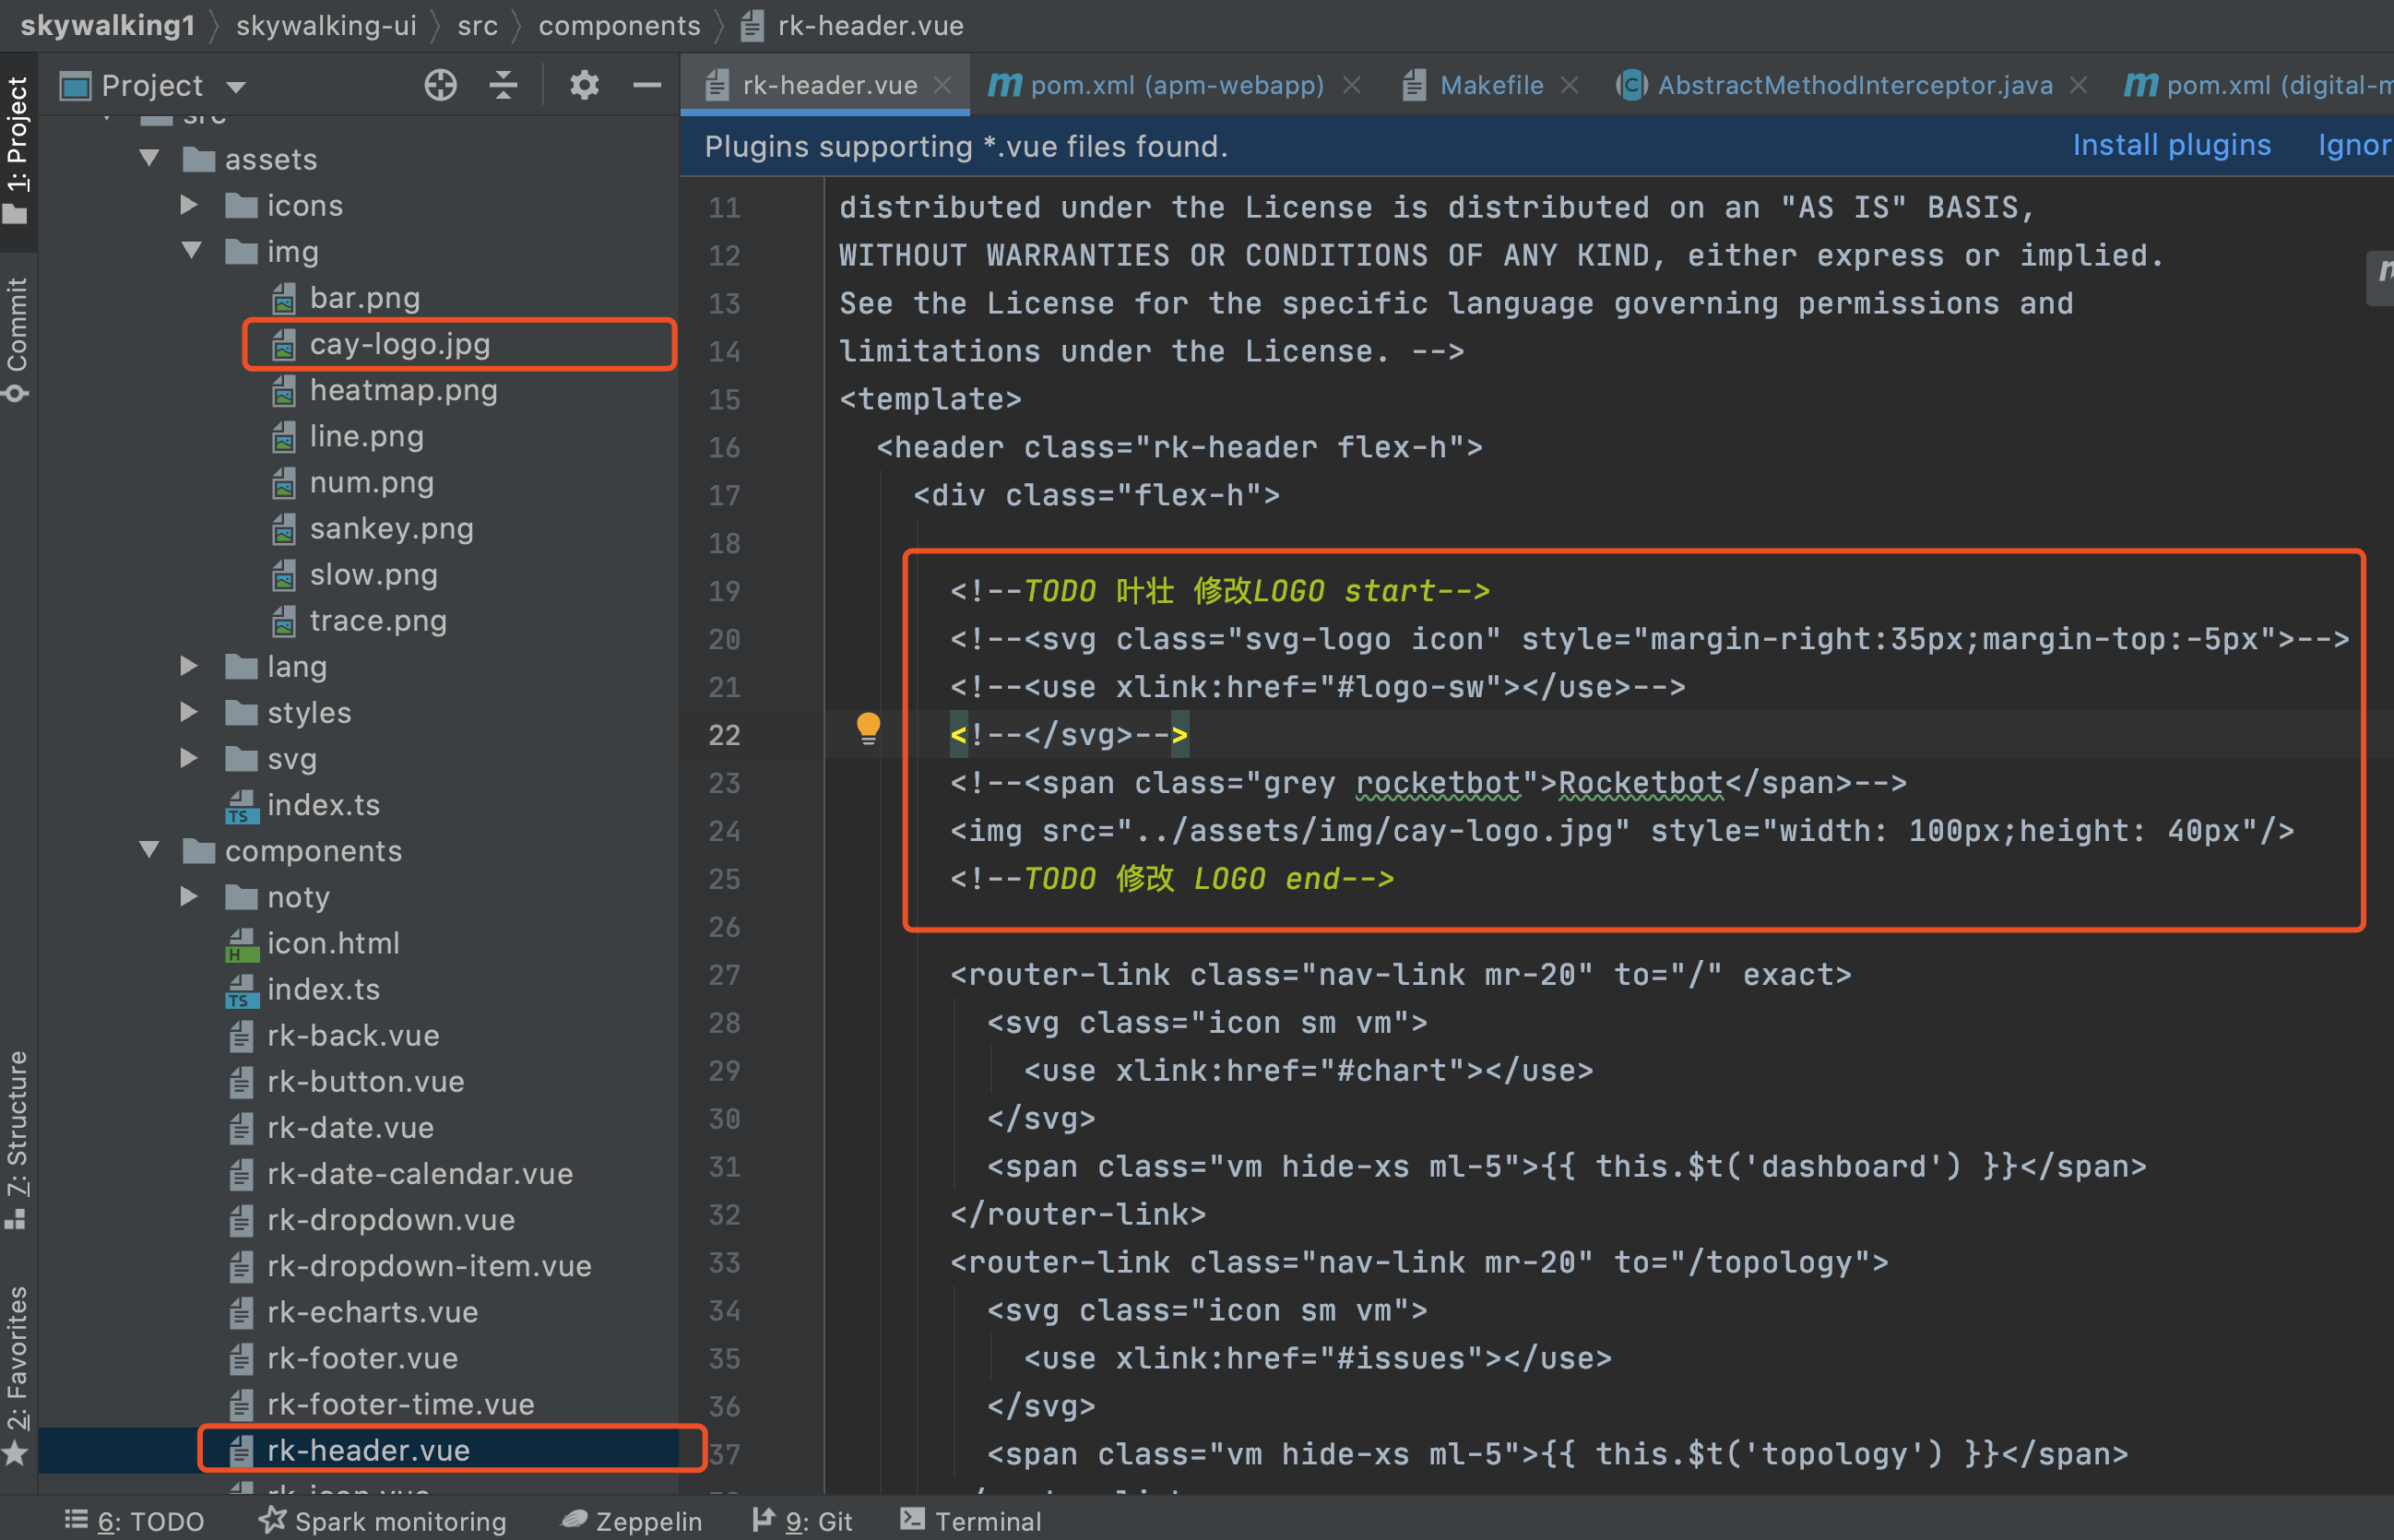 skywalking1 skywalking-ui src components rk-header.vue
Project
rk-header.vue pom.xml (apm-webapp) Makefile AbstractMethodInterceptor.java pom.xml (digital-m
Plugins supporting *.vue files found. Install plugins Ignor
1: Project
Commit
7: Structure
2: Favorites
src
assets
icons
img
bar.png
cay-logo.jpg
heatmap.png
line.png
num.png
sankey.png
slow.png
trace.png
lang
styles
svg
index.ts
components
noty
icon.html
index.ts
rk-back.vue
rk-button.vue
rk-date.vue
rk-date-calendar.vue
rk-dropdown.vue
rk-dropdown-item.vue
rk-echarts.vue
rk-footer.vue
rk-footer-time.vue
rk-header.vue
11 distributed under the License is distributed on an "AS IS" BASIS,
12 WITHOUT WARRANTIES OR CONDITIONS OF ANY KIND, either express or implied.
13 See the License for the specific language governing permissions and
14 limitations under the License. -->
15 <template>
16 <header class="rk-header flex-h">
17 <div class="flex-h">
18
19 <!--TODO 叶壮 修改LOGO start-->
20 <!--<svg class="svg-logo icon" style="margin-right:35px;margin-top:-5px">-->
21 <!--<use xlink:href="#logo-sw"></use>-->
22 <!--</svg>-->
23 <!--<span class="grey rocketbot">Rocketbot</span>-->
24 <img src="../assets/img/cay-logo.jpg" style="width: 100px;height: 40px"/>
25 <!--TODO 修改 LOGO end-->
26
27 <router-link class="nav-link mr-20" to="/" exact>
28 <svg class="icon sm vm">
29 <use xlink:href="#chart"></use>
30 </svg>
31 <span class="vm hide-xs ml-5">{{ this.$t('dashboard') }}</span>
32 </router-link>
33 <router-link class="nav-link mr-20" to="/topology">
34 <svg class="icon sm vm">
35 <use xlink:href="#issues"></use>
36 </svg>
37 <span class="vm hide-xs ml-5">{{ this.$t('topology') }}</span>
6: TODO Spark monitoring Zeppelin 9: Git Terminal